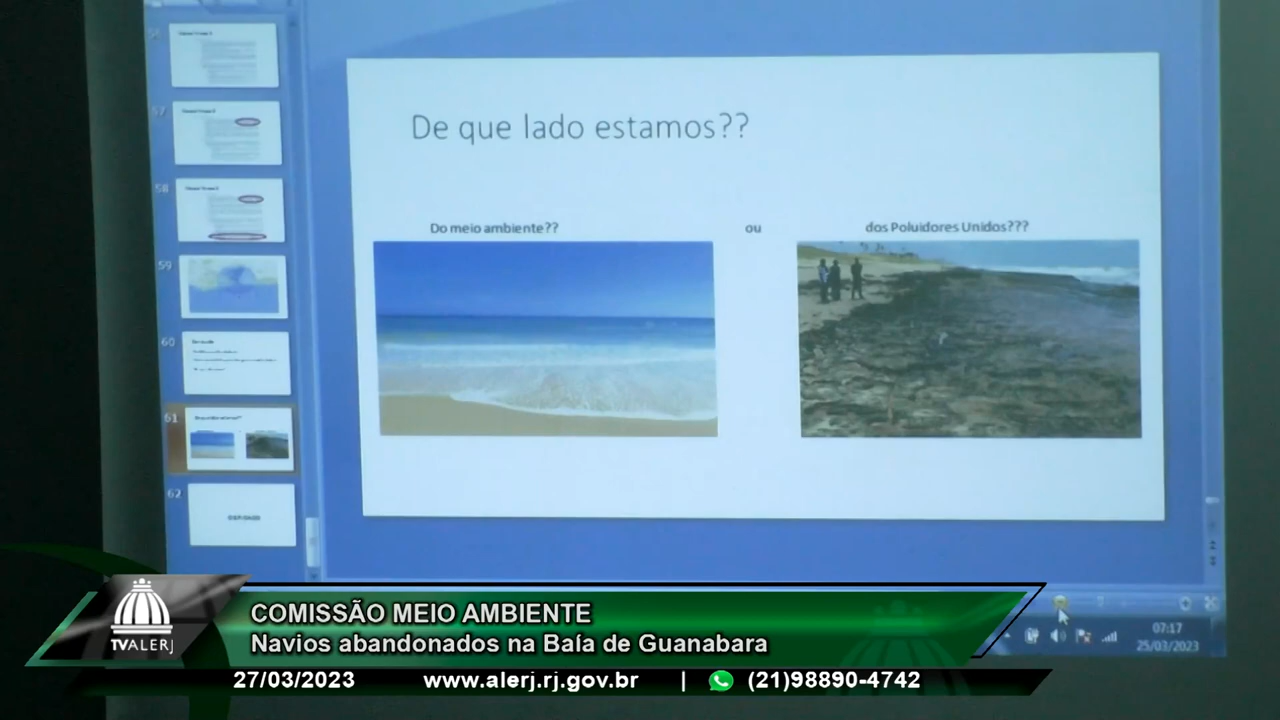 De que lado estamos??
Do meio ambiente??
ou
dos Poluidores Unidos???
57
58
59
60
61
62
07:17
25/03/2023
TVALERJ
COMISSÃO MEIO AMBIENTE
Navios abandonados na Baía de Guanabara
27/03/2023 www.alerj.rj.gov.br | (21)98890-4742